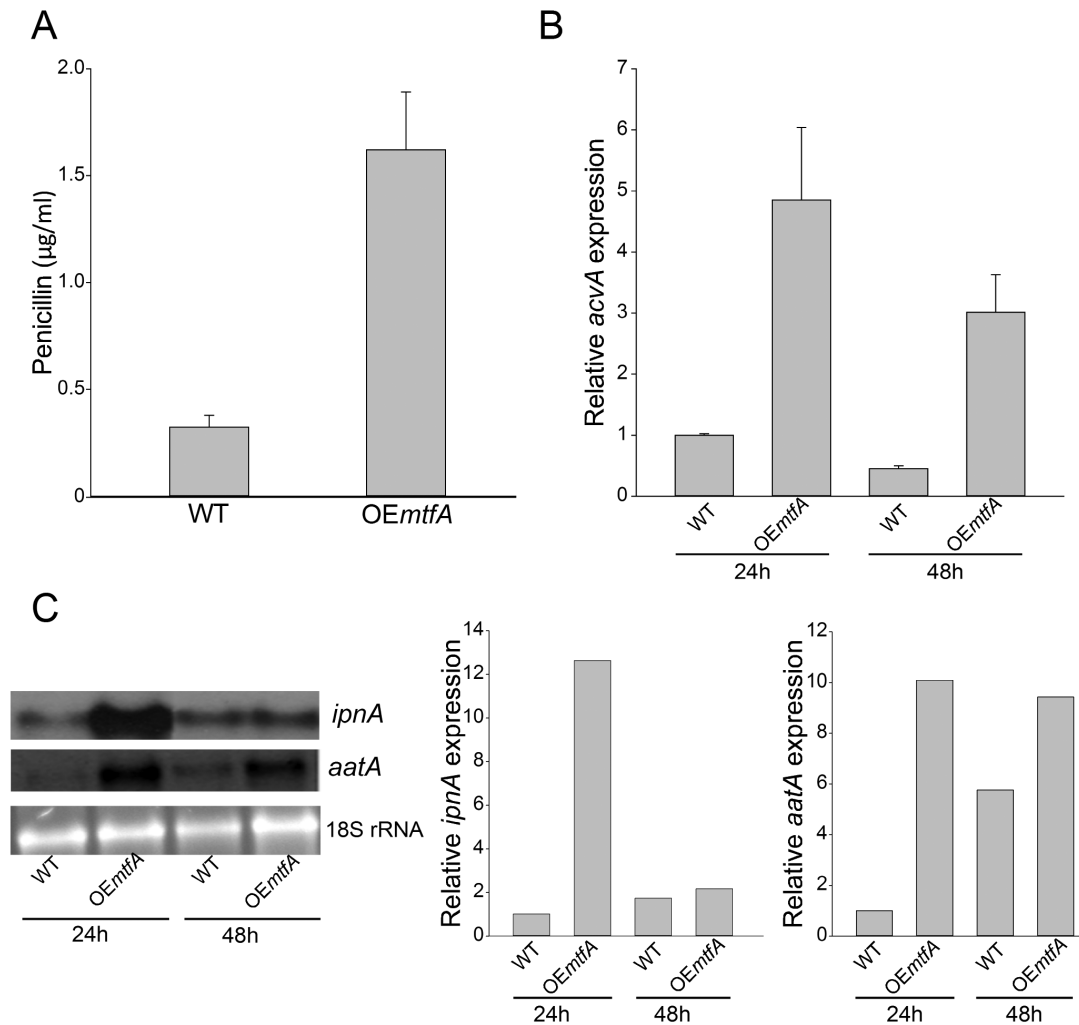 A
2.0
1.5
1.0
0.5
0
Penicillin (µg/ml)
WT
OEmtfA
B
7
6
5
4
3
2
1
0
Relative acvA expression
WT
OEmtfA
WT
OEmtfA
24h
48h
C
ipnA
aatA
18S rRNA
WT
OEmtfA
WT
OEmtfA
24h
48h
14
12
10
8
6
4
2
0
Relative ipnA expression
WT
OEmtfA
WT
OEmtfA
24h
48h
12
10
8
6
4
2
0
Relative aatA expression
WT
OEmtfA
WT
OEmtfA
24h
48h